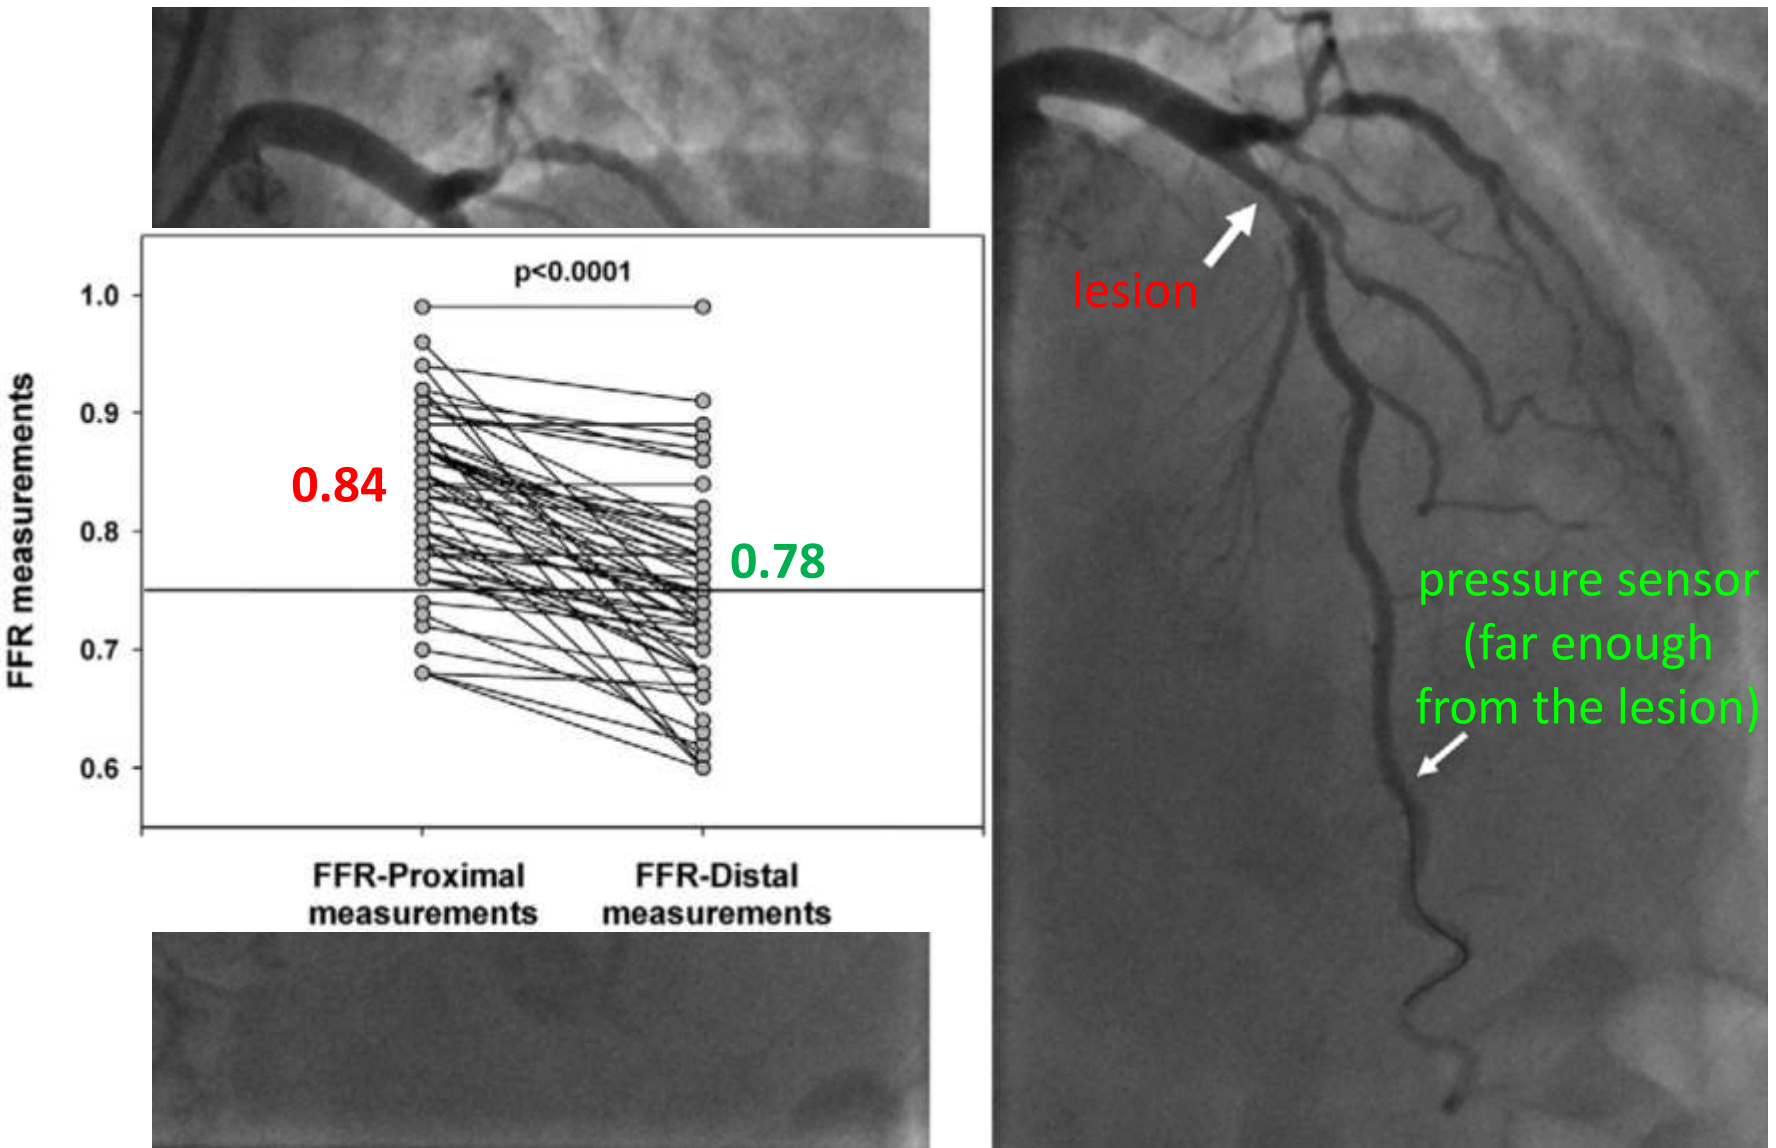 p<0.0001
1.0
0.9
0.8
0.7
0.6
FFR measurements
0.84
0.78
FFR-Proximal
measurements
FFR-Distal
measurements
lesion
pressure sensor
(far enough
from the lesion)